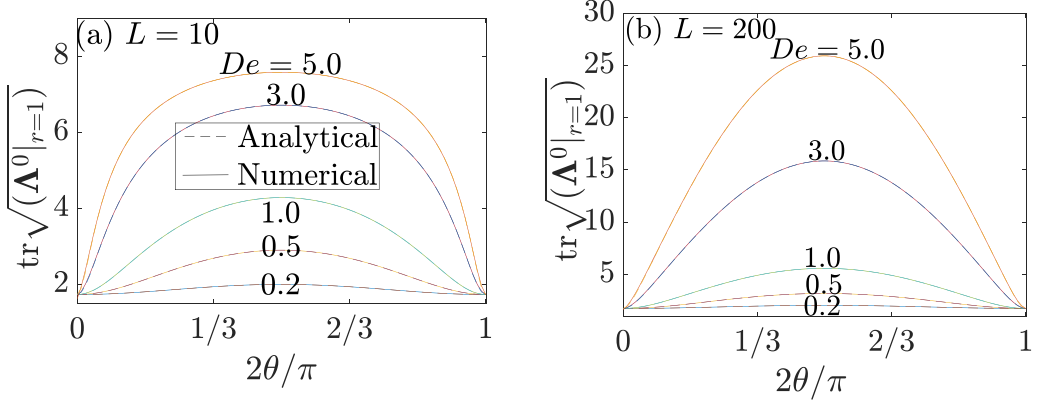 (a) L = 10
De = 5.0
3.0
Analytical
Numerical
1.0
0.5
0.2
8
6
4
2
0
1/3
2/3
1
2θ/π
tr√(Λ⁰|r=1)
(b) L = 200
De = 5.0
3.0
1.0
0.5
0.2
30
25
20
15
10
5
0
1/3
2/3
1
2θ/π
tr√(Λ⁰|r=1)